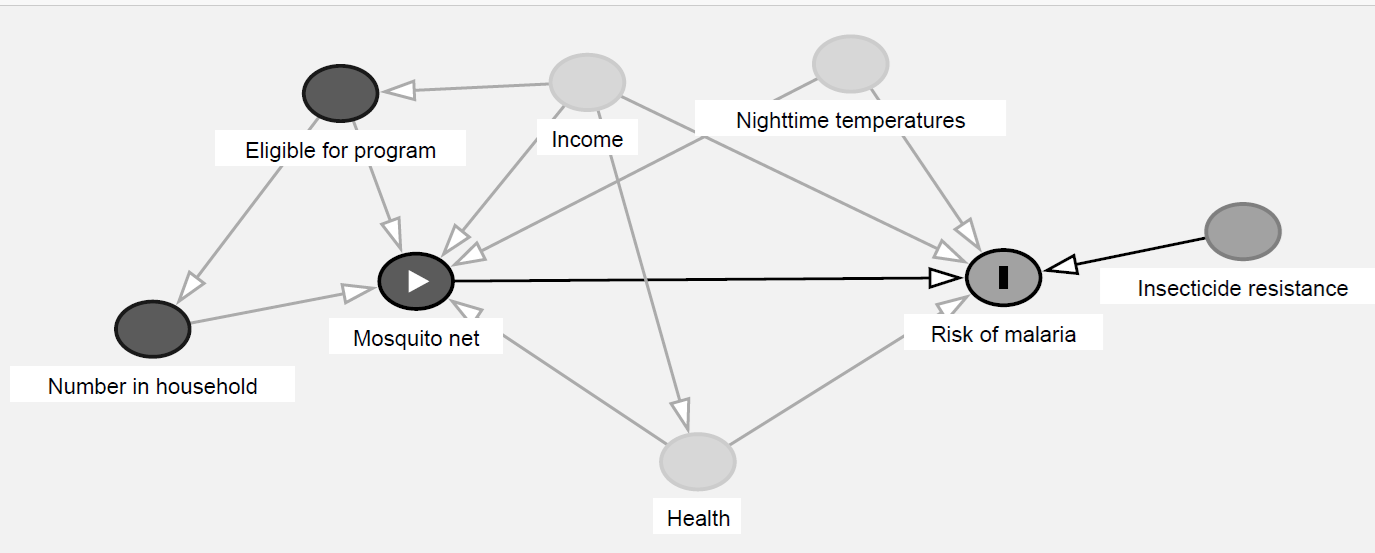 Nighttime temperatures
Income
Eligible for program
Insecticide resistance
Risk of malaria
Mosquito net
Number in household
Health